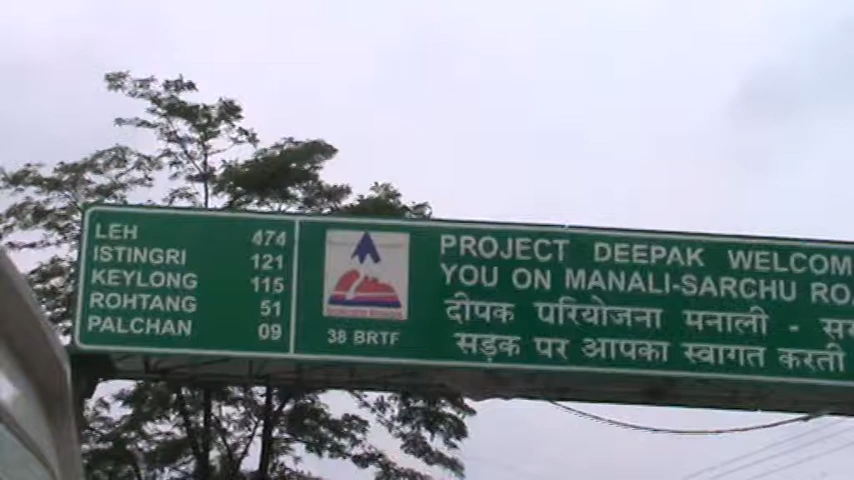 LEH 474
ISTINGRI 121
KEYLONG 115
ROHTANG 51
PALCHAN 09
38 BRTF
PROJECT DEEPAK WELCOM
YOU ON MANALI-SARCHU RO
दीपक परियोजना मनाली -
सड़क पर आपका स्वागत करती